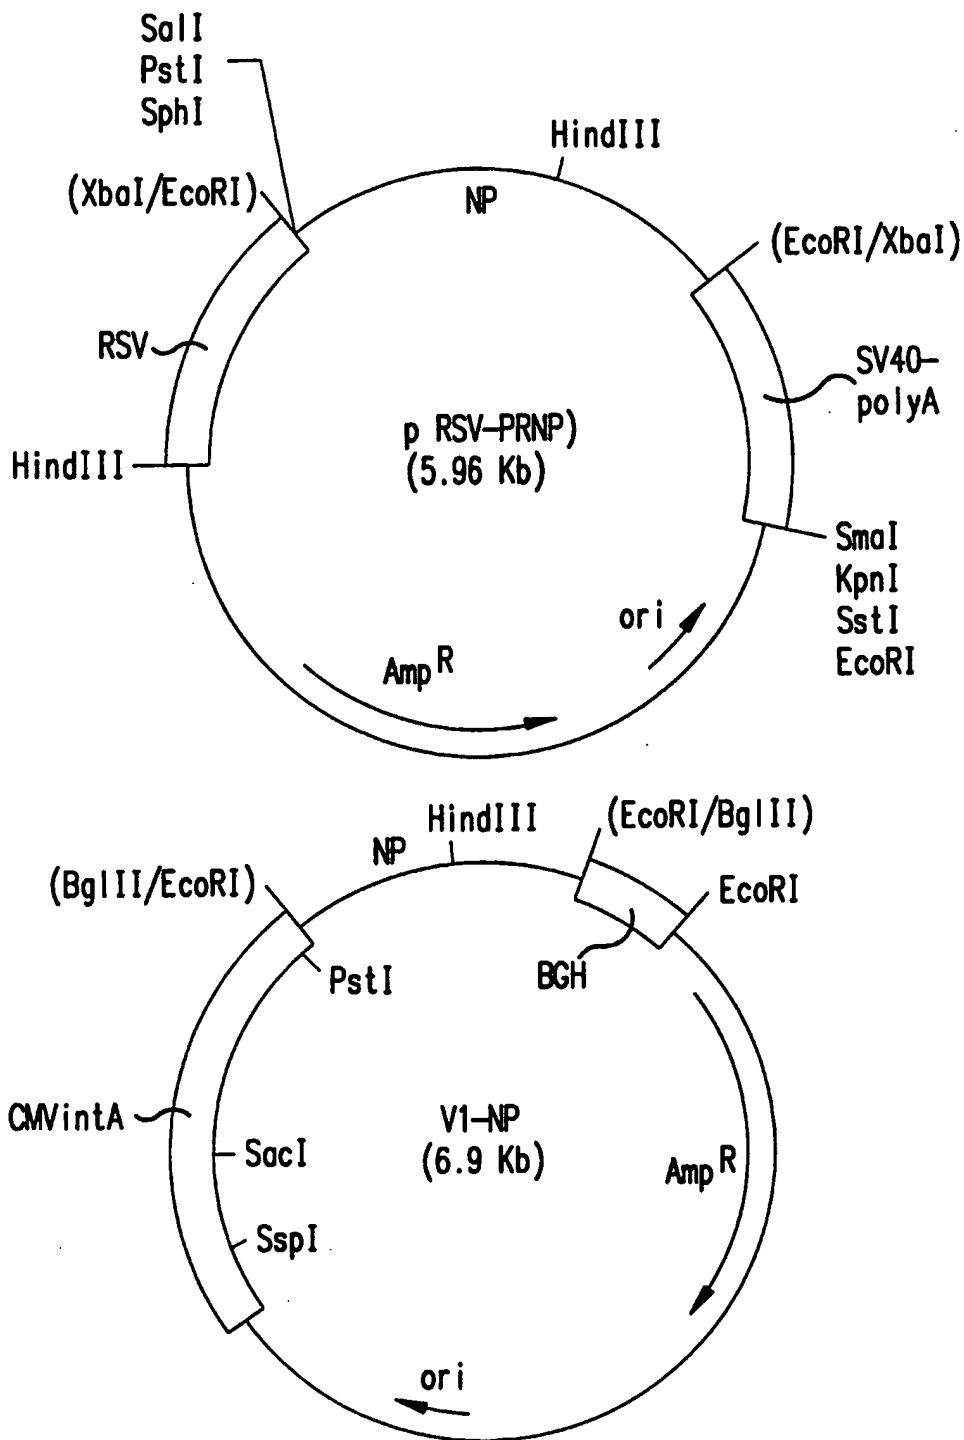 SalI
PstI
SphI
HindIII
(XbaI/EcoRI)
NP
(EcoRI/XbaI)
RSV
SV40-
polyA
p RSV-PRNP)
(5.96 Kb)
HindIII
SmaI
KpnI
SstI
EcoRI
ori
Amp R
HindIII
(EcoRI/BglII)
NP
(BglII/EcoRI)
EcoRI
PstI
BGH
CMVintA
V1-NP
(6.9 Kb)
SacI
Amp R
SspI
ori